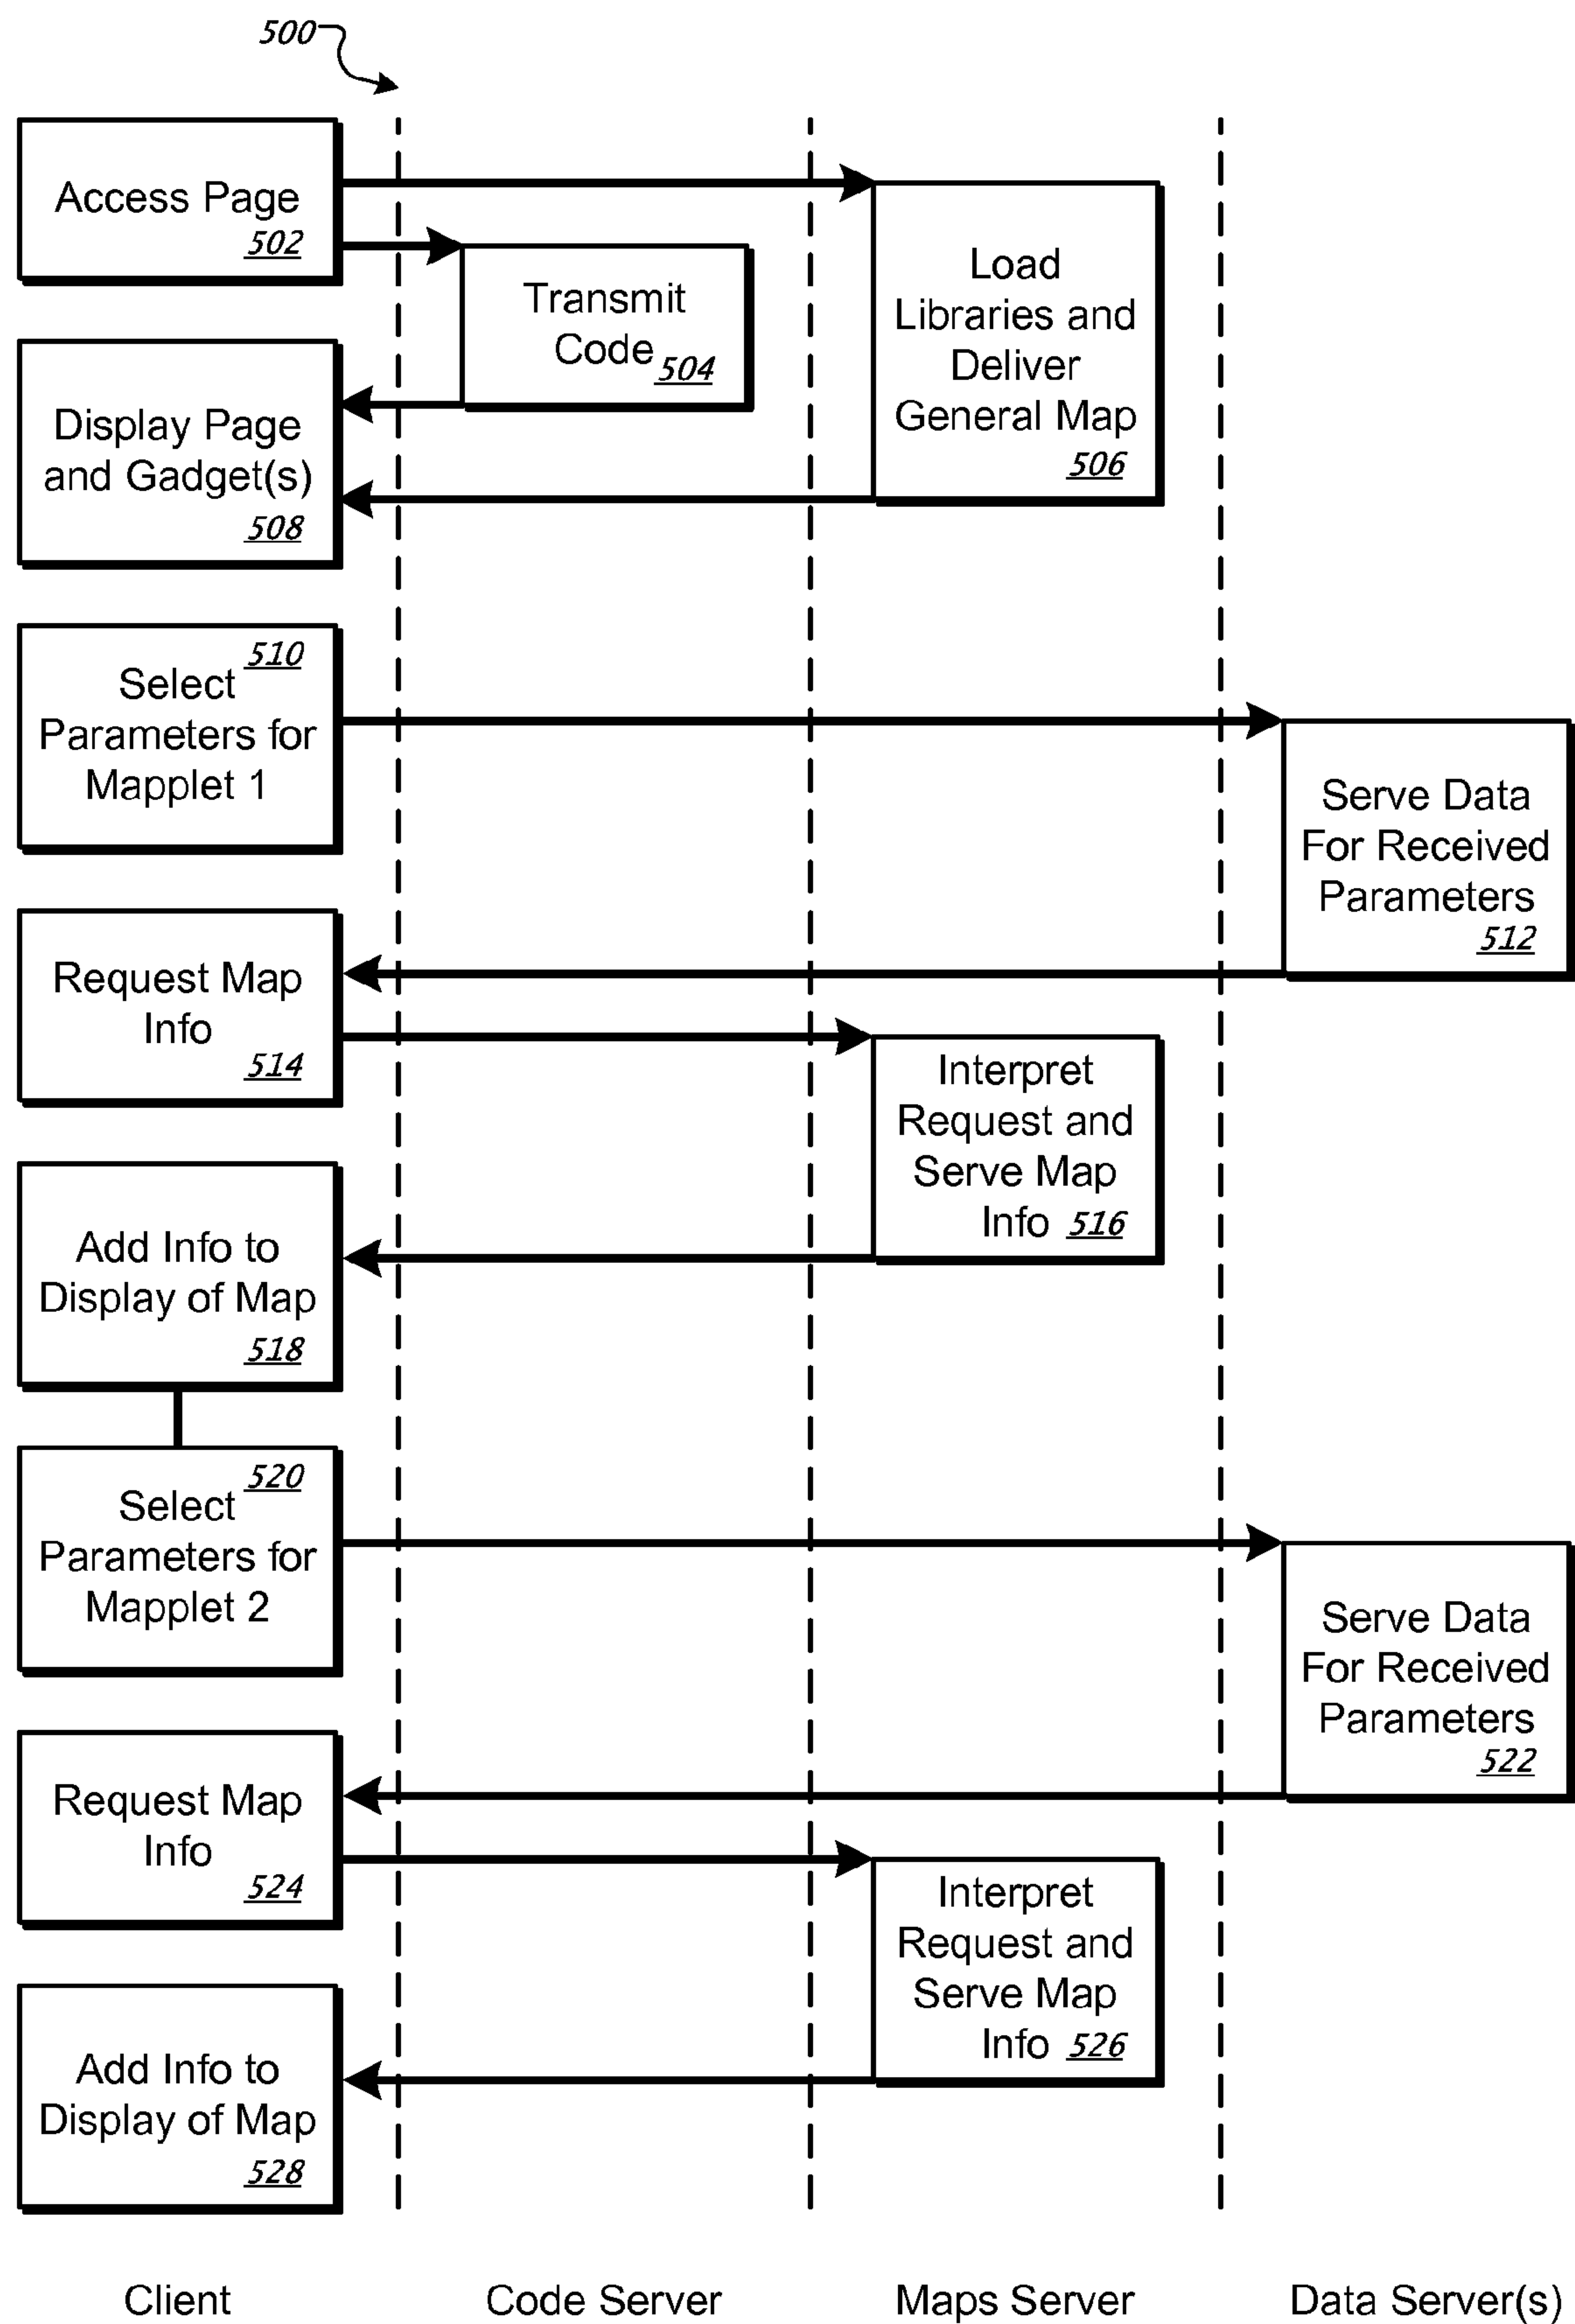 500
Access Page
502
Transmit
Code 504
Load
Libraries and
Deliver
General Map
506
Display Page
and Gadget(s)
508
510
Select
Parameters for
Mapplet 1
Serve Data
For Received
Parameters
512
Request Map
Info
514
Interpret
Request and
Serve Map
Info 516
Add Info to
Display of Map
518
520
Select
Parameters for
Mapplet 2
Serve Data
For Received
Parameters
522
Request Map
Info
524
Interpret
Request and
Serve Map
Info 526
Add Info to
Display of Map
528
Client
Code Server
Maps Server
Data Server(s)